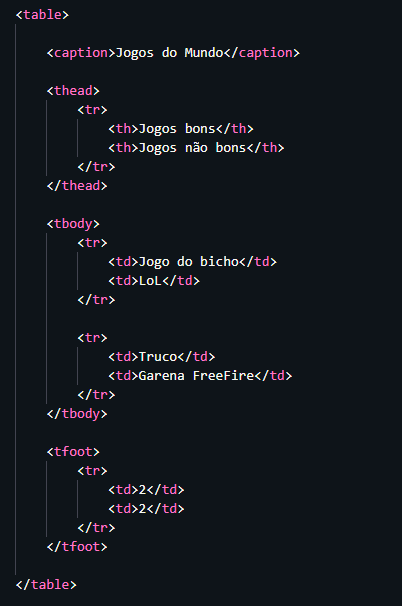 <table>
<caption>Jogos do Mundo</caption>
<thead>
<tr>
<th>Jogos bons</th>
<th>Jogos não bons</th>
</tr>
</thead>
<tbody>
<tr>
<td>Jogo do bicho</td>
<td>LoL</td>
</tr>
<tr>
<td>Truco</td>
<td>Garena FreeFire</td>
</tr>
</tbody>
<tfoot>
<tr>
<td>2</td>
<td>2</td>
</tr>
</tfoot>
</table>